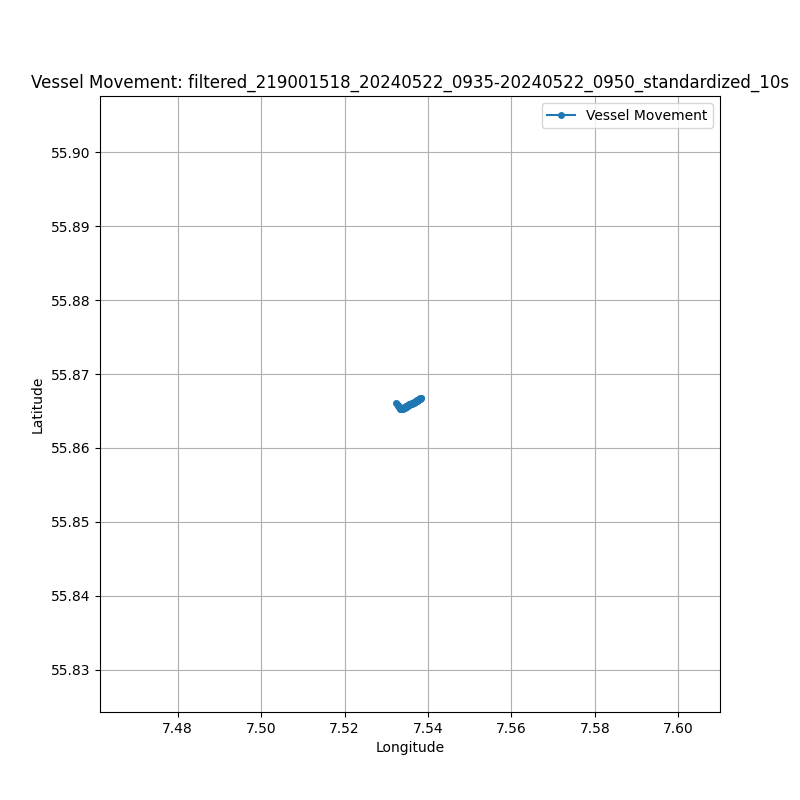 Vessel Movement: filtered_219001518_20240522_0935-20240522_0950_standardized_10s
Vessel Movement
55.90
55.89
55.88
55.87
55.86
55.85
55.84
55.83
Latitude
7.48 7.50 7.52 7.54 7.56 7.58 7.60
Longitude